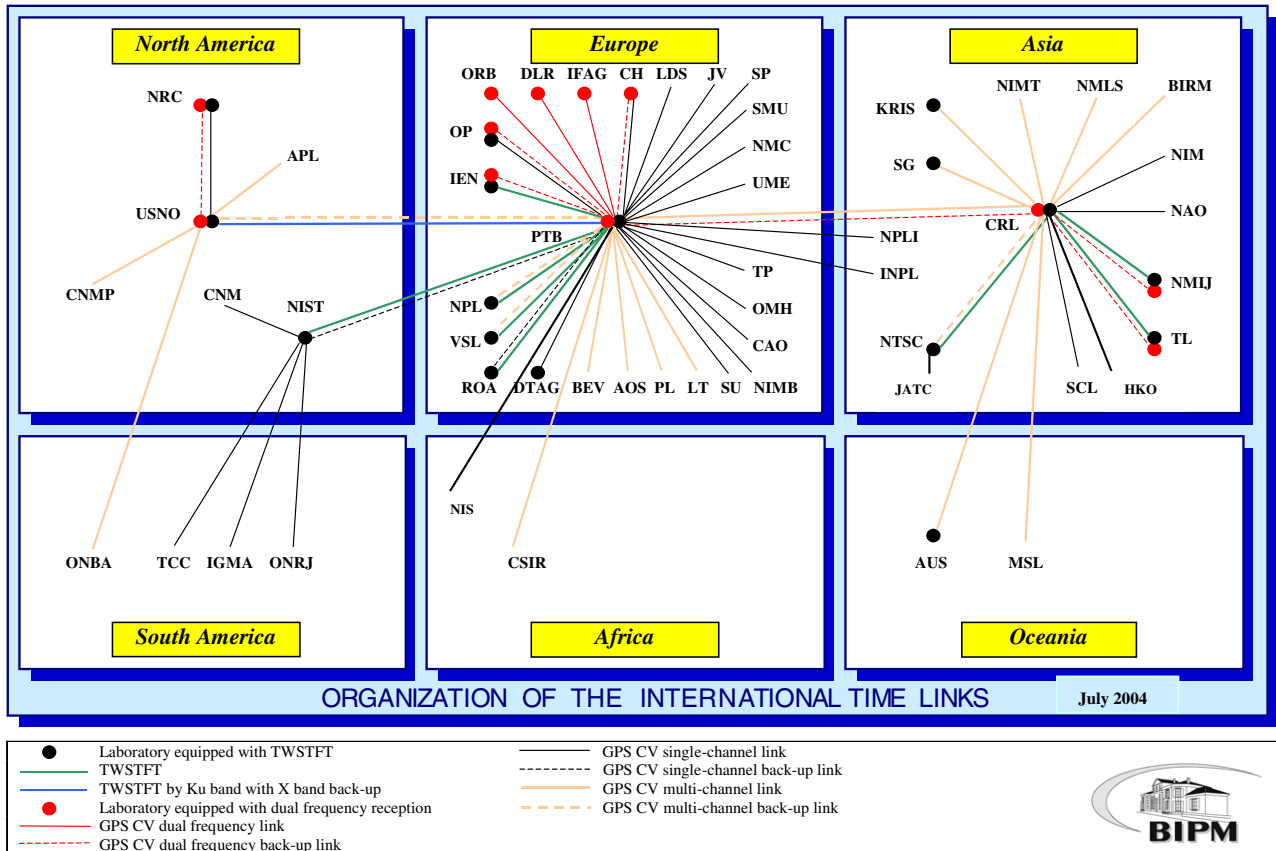 North America
Europe
Asia
ORB DLR IFAG CH LDS JV SP
NIMT NMLS BIRM
NRC
KRIS
SMU
OP
NMC
APL
NIM
SG
IEN
UME
USNO
NAO
CRL
PTB
NPLI
TP
INPL
CNMP
CNM
NIST
NMIJ
NPL
OMH
VSL
CAO
NTSC
TL
ROA DTAG BEV AOS PL LT SU NIMB
JATC SCL HKO
NIS
ONBA TCC IGMA ONRJ
CSIR
AUS MSL
South America
Africa
Oceania
ORGANIZATION OF THE INTERNATIONAL TIME LINKS
July 2004
Laboratory equipped with TWSTFT
TWSTFT
TWSTFT by Ku band with X band back-up
Laboratory equipped with dual frequency reception
GPS CV dual frequency link
GPS CV dual frequency back-up link
GPS CV single-channel link
GPS CV single-channel back-up link
GPS CV multi-channel link
GPS CV multi-channel back-up link
BIPM